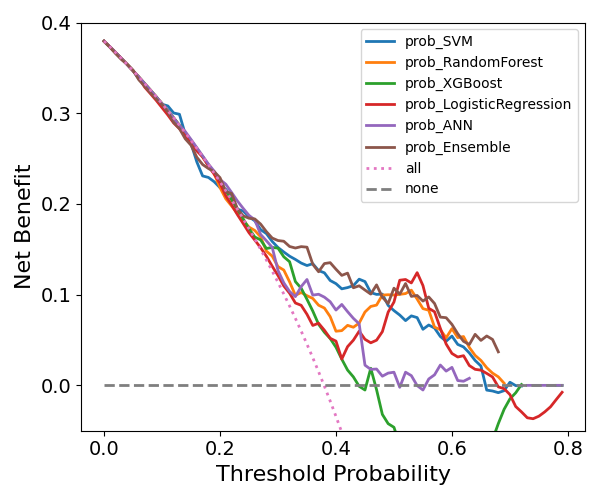 0.4
0.3
0.2
0.1
0.0
Net Benefit
prob_SVM
prob_RandomForest
prob_XGBoost
prob_LogisticRegression
prob_ANN
prob_Ensemble
all
none
0.0 0.2 0.4 0.6 0.8
Threshold Probability